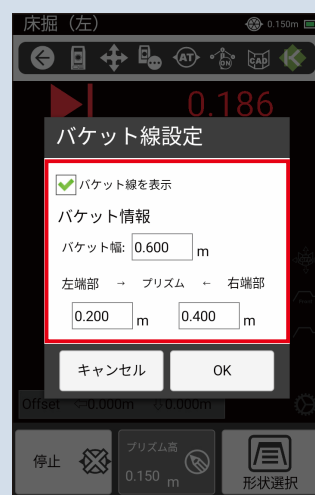 床掘（左）
0.150m
AT
ON
CAD
0.186
バケット線設定
バケット線を表示
バケット情報
バケット幅: 0.600 m
左端部 → プリズム ← 右端部
0.200 m 0.400 m
キャンセル OK
Offset ⇔0.000m ⇕0.000m
停止
プリズム高
0.150 m
形状選択